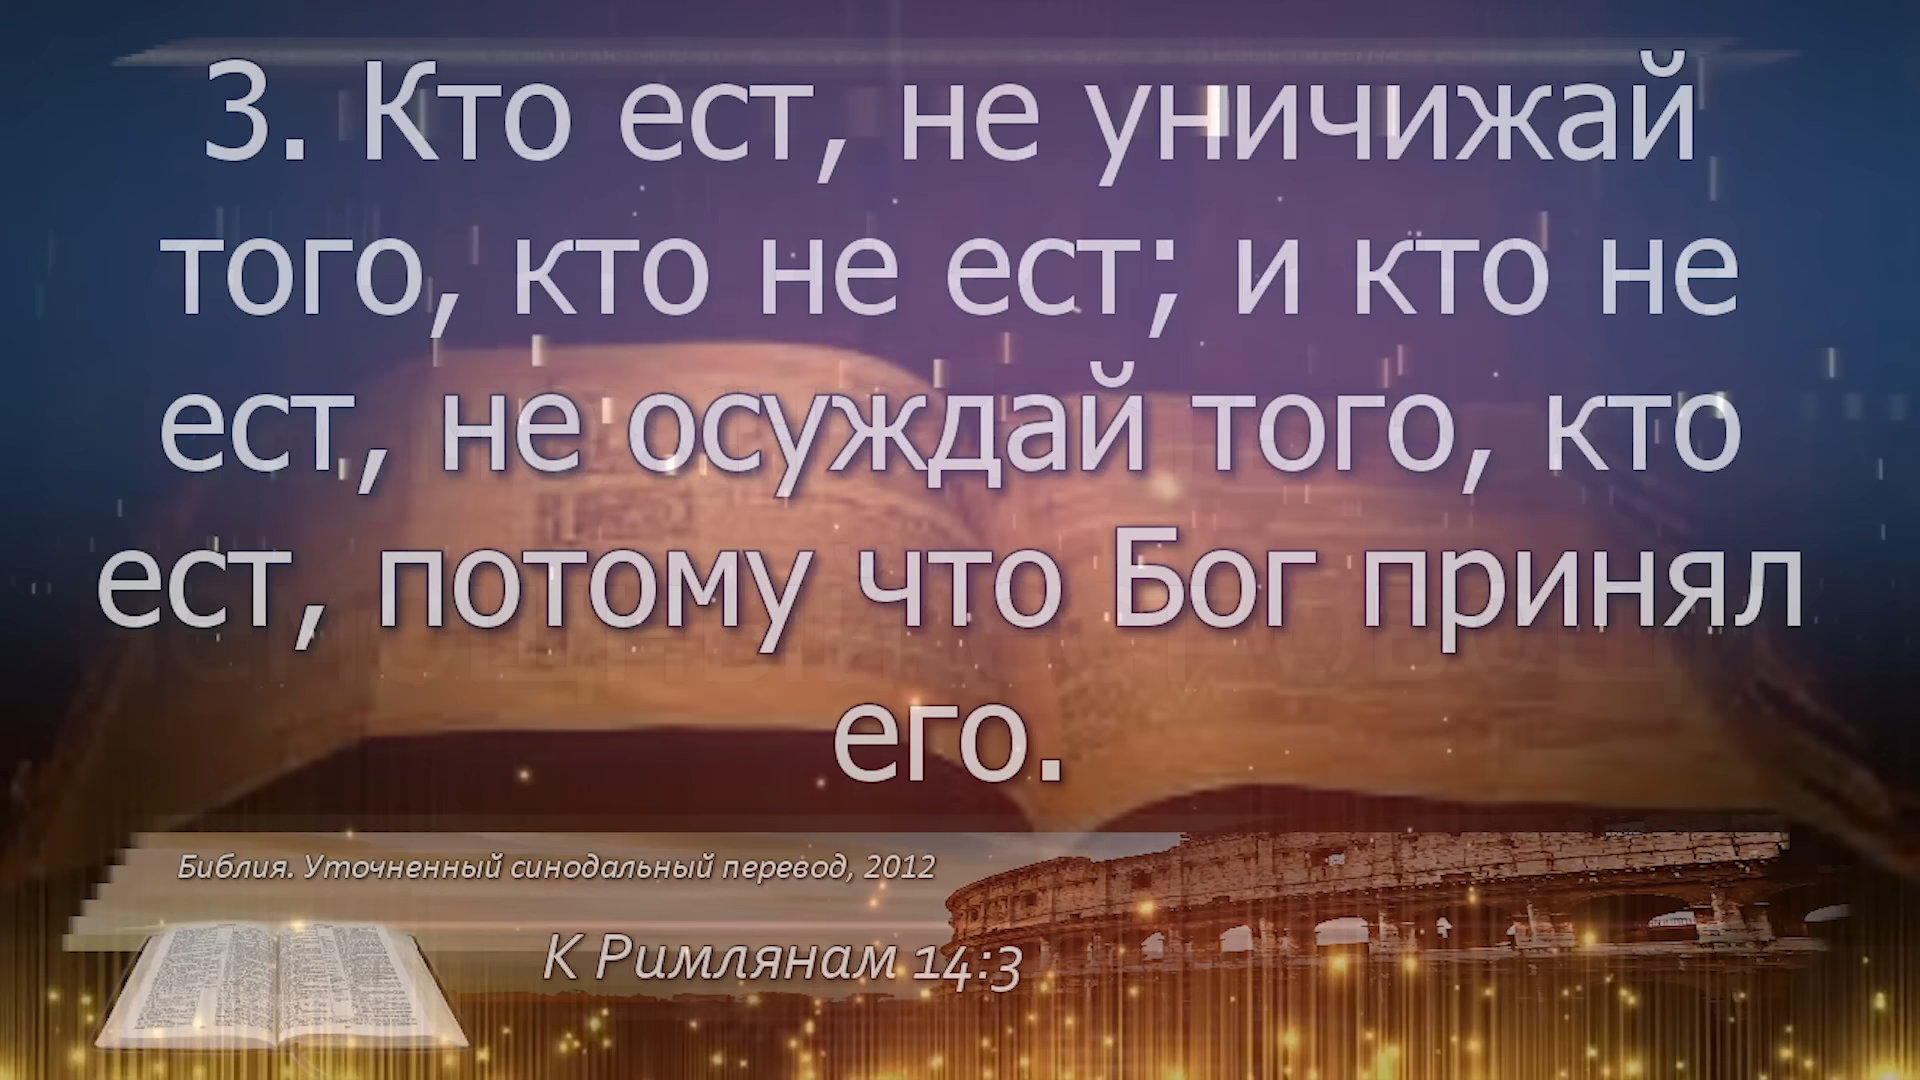 3. Кто ест, не уничижай
того, кто не ест; и кто не
ест, не осуждай того, кто
ест, потому что Бог принял
его.
Библия. Уточненный синодальный перевод, 2012
К Римлянам 14:3